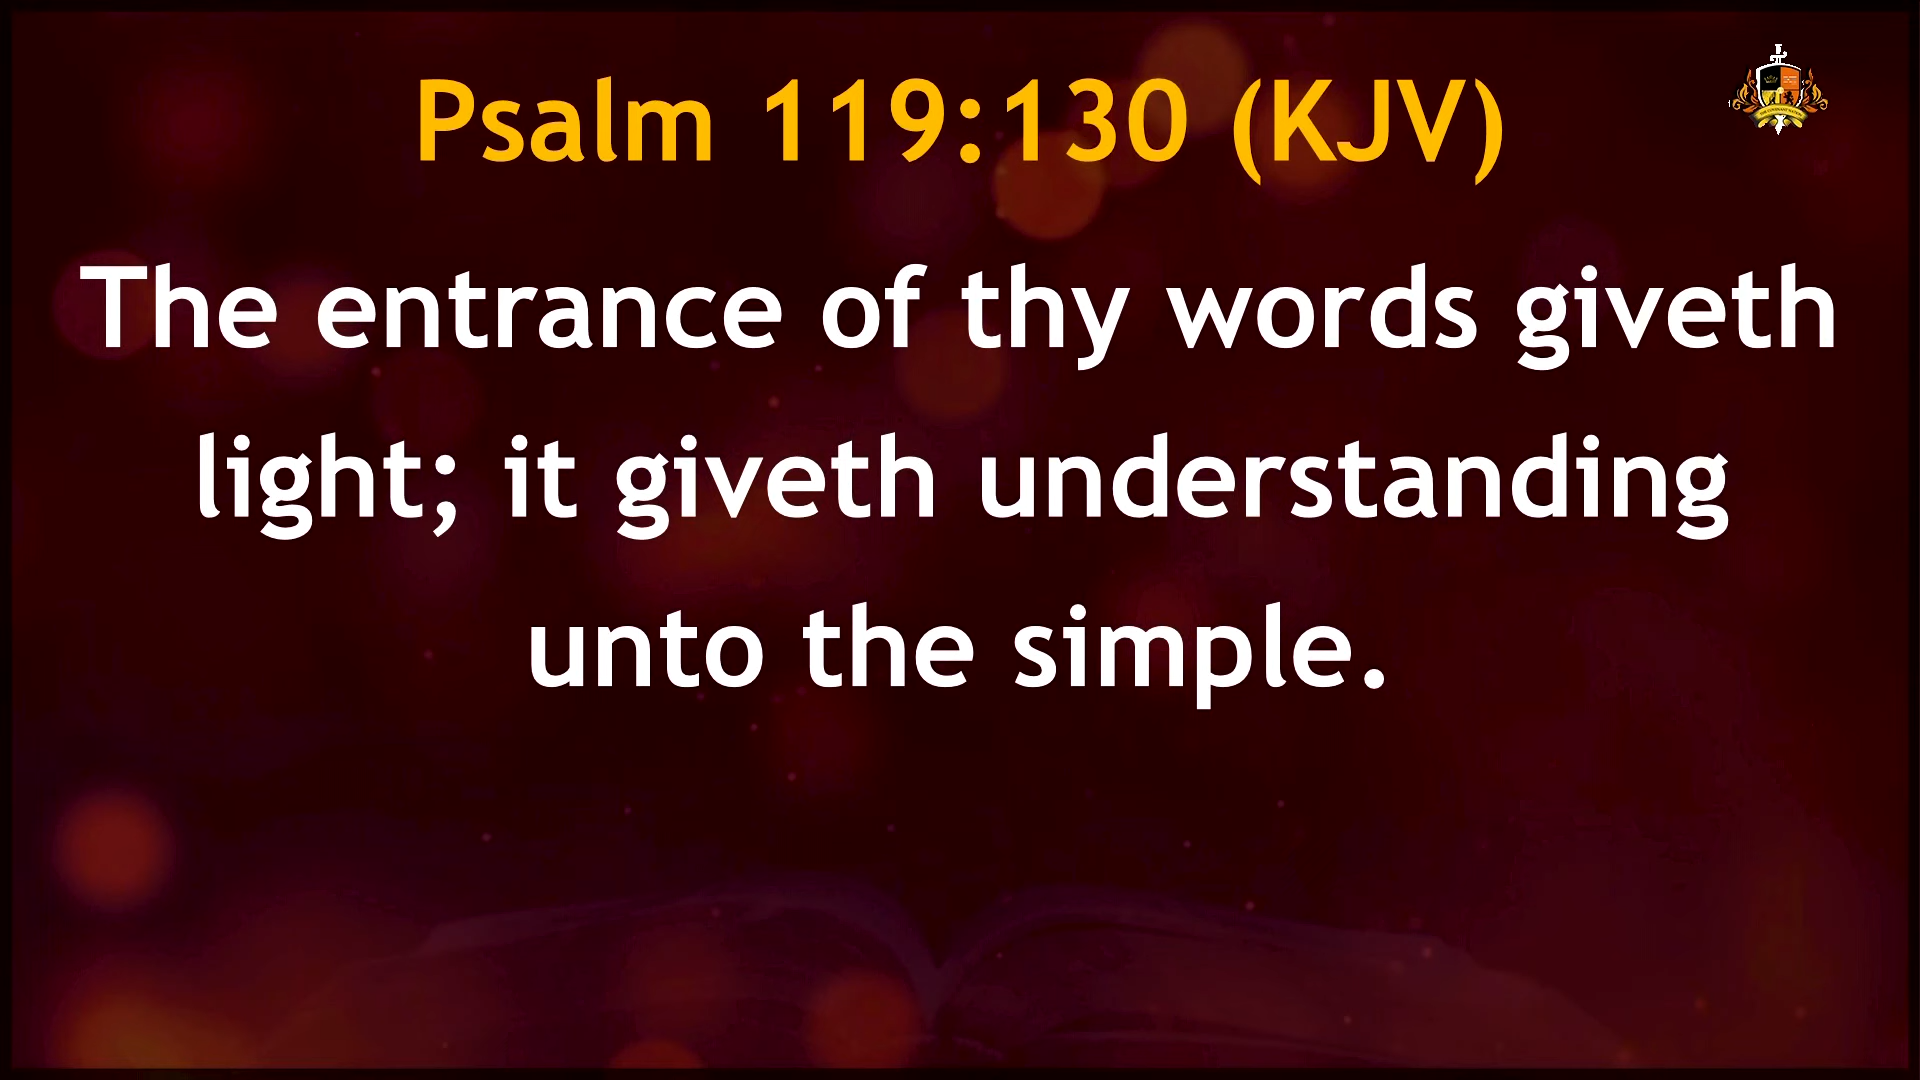 Psalm 119:130 (KJV)
The entrance of thy words giveth
light; it giveth understanding
unto the simple.